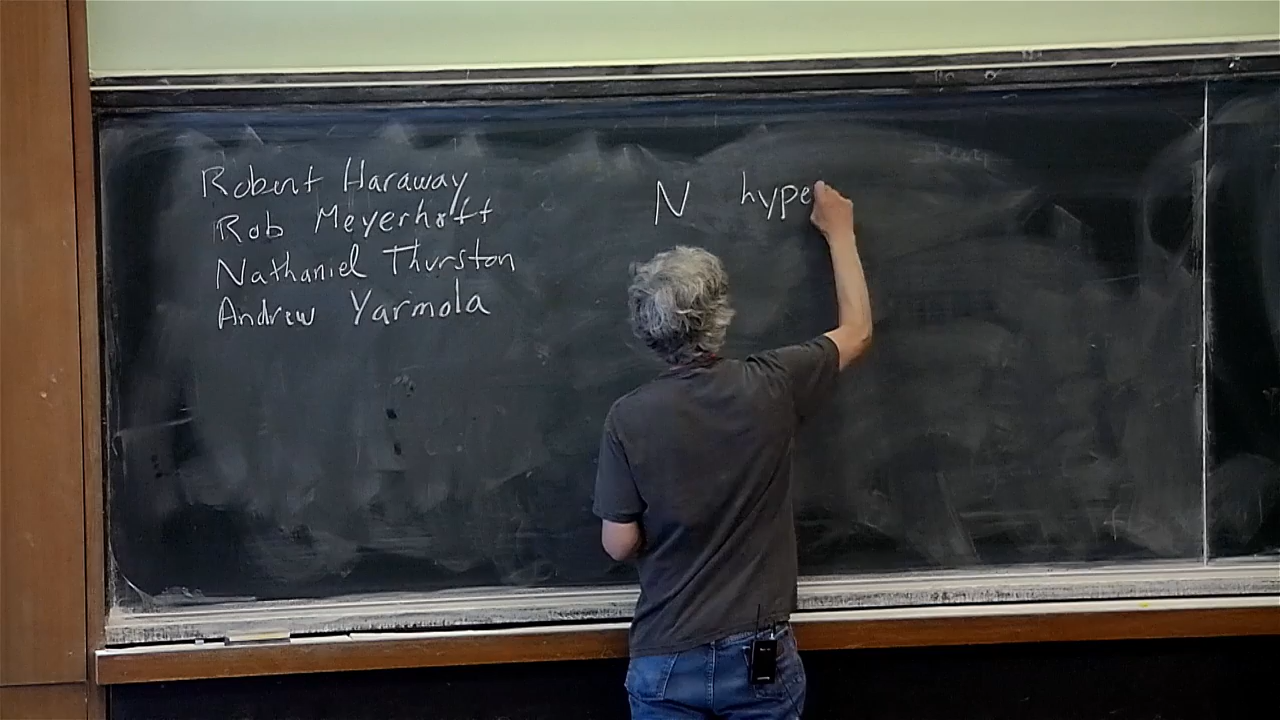 Robert Haraway
Rob Meyerhoff
Nathaniel Thurston
Andrew Yarmola
N hype